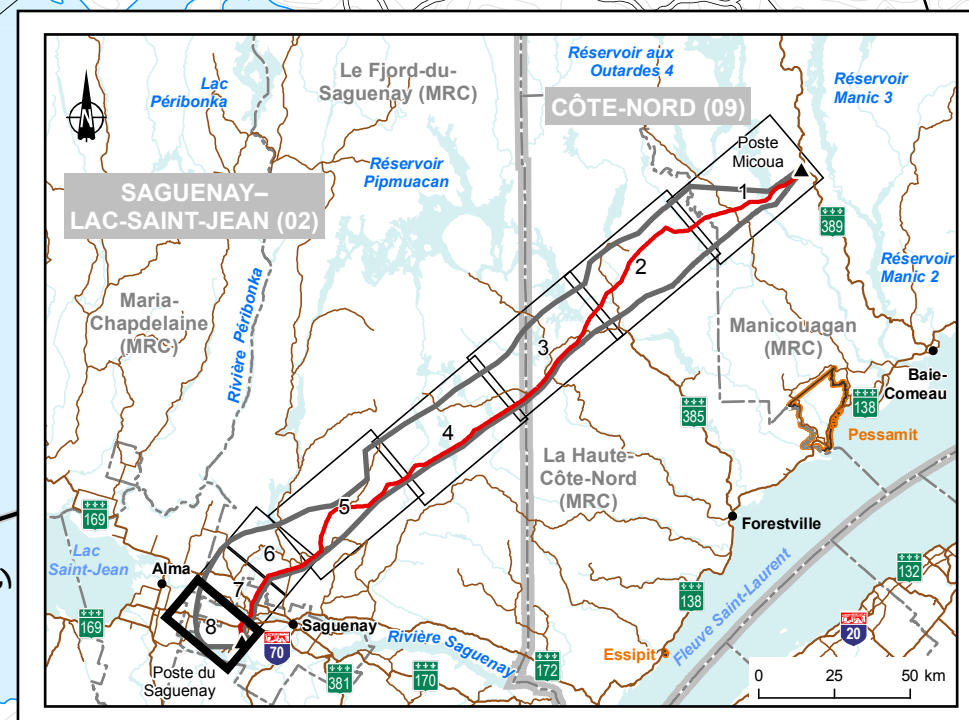 Réservoir aux
Outardes 4
Lac
Péribonka
Le Fjord-du-
Saguenay (MRC)
Réservoir
Manic 3
CÔTE-NORD (09)
Poste
Micoua
Réservoir
Pipmuacan
SAGUENAY–
LAC-SAINT-JEAN (02)
1
389
Réservoir
Manic 2
2
Maria-
Chapdelaine
(MRC)
Rivière Péribonka
Manicouagan
(MRC)
3
Baie-
Comeau
138
385
Pessamit
4
La Haute-
Côte-Nord
(MRC)
5
169
Forestville
6
Lac
Saint-Jean
Alma
7
132
138
8
169
Saguenay
20
Rivière Saguenay
Fleuve Saint-Laurent
70
Essipit
172
Poste du
Saguenay
381
170
0 25 50 km